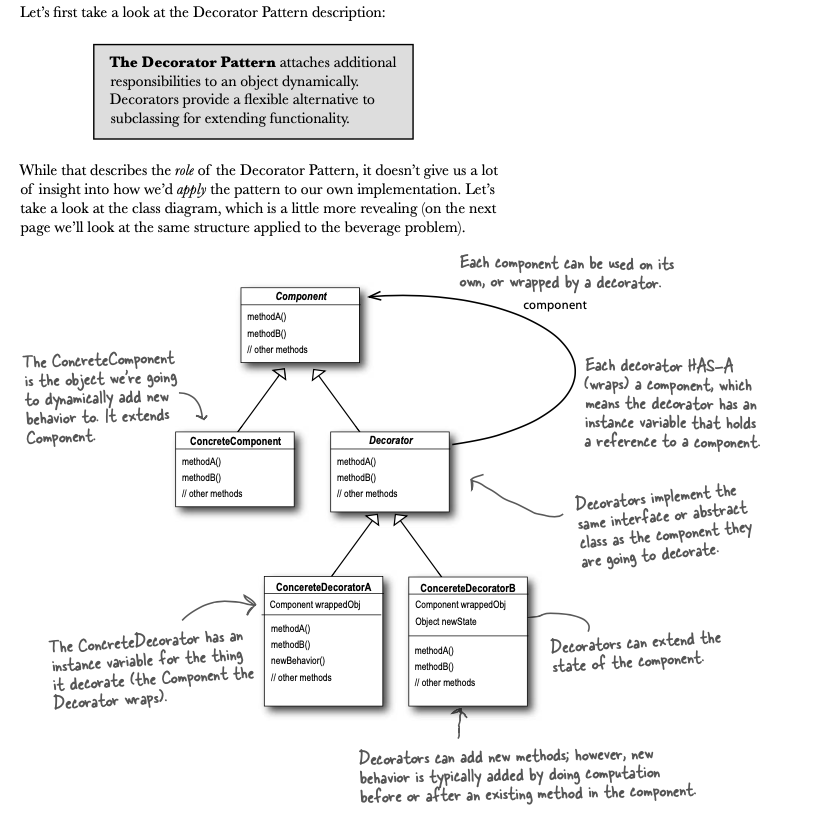 Let's first take a look at the Decorator Pattern description:
The Decorator Pattern attaches additional
responsibilities to an object dynamically.
Decorators provide a flexible alternative to
subclassing for extending functionality.
While that describes the role of the Decorator Pattern, it doesn't give us a lot
of insight into how we'd apply the pattern to our own implementation. Let's
take a look at the class diagram, which is a little more revealing (on the next
page we'll look at the same structure applied to the beverage problem).
Each component can be used on its
own, or wrapped by a decorator.
component
Component
methodA()
methodB()
// other methods
The ConcreteComponent
is the object we're going
to dynamically add new
behavior to. It extends
Component.
Each decorator HAS-A
(wraps) a component, which
means the decorator has an
instance variable that holds
a reference to a component.
ConcreteComponent
methodA()
methodB()
// other methods
Decorator
methodA()
methodB()
// other methods
Decorators implement the
same interface or abstract
class as the component they
are going to decorate.
ConcereteDecoratorA
Component wrappedObj
methodA()
methodB()
newBehavior()
// other methods
ConcereteDecoratorB
Component wrappedObj
Object newState
methodA()
methodB()
// other methods
The ConcreteDecorator has an
instance variable for the thing
it decorate (the Component the
Decorator wraps).
Decorators can extend the
state of the component.
Decorators can add new methods; however, new
behavior is typically added by doing computation
before or after an existing method in the component.